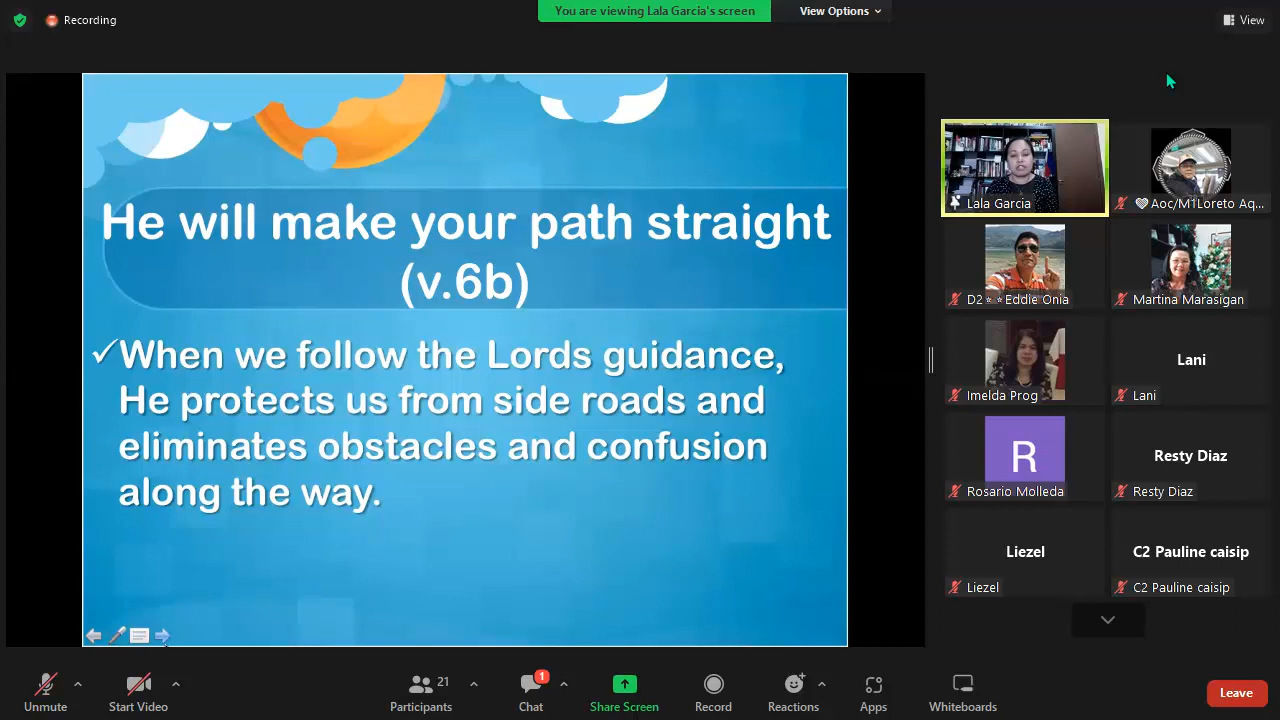 Recording
You are viewing Lala Garcia's screen
View Options
View
He will make your path straight
(v.6b)
✓When we follow the Lords guidance,
He protects us from side roads and
eliminates obstacles and confusion
along the way.
Lala Garcia
Aoc/M1Loreto Aq...
D2**Eddie Onia
Martina Marasigan
Imelda Prog
Lani
Lani
R
Rosario Molleda
Resty Diaz
Resty Diaz
Liezel
Liezel
C2 Pauline caisip
C2 Pauline caisip
Unmute
Start Video
21
Participants
1
Chat
Share Screen
Record
Reactions
Apps
Whiteboards
Leave